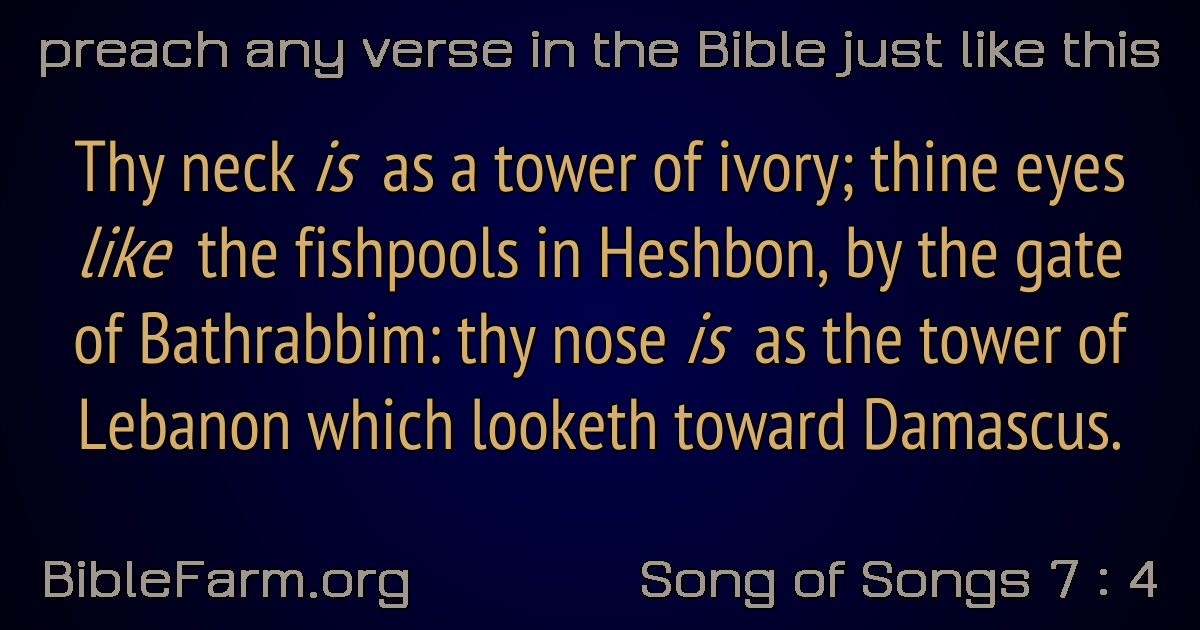 preach any verse in the Bible just like this
Thy neck is as a tower of ivory; thine eyes
like the fishpools in Heshbon, by the gate
of Bathrabbim: thy nose is as the tower of
Lebanon which looketh toward Damascus.
BibleFarm.org
Song of Songs 7 : 4